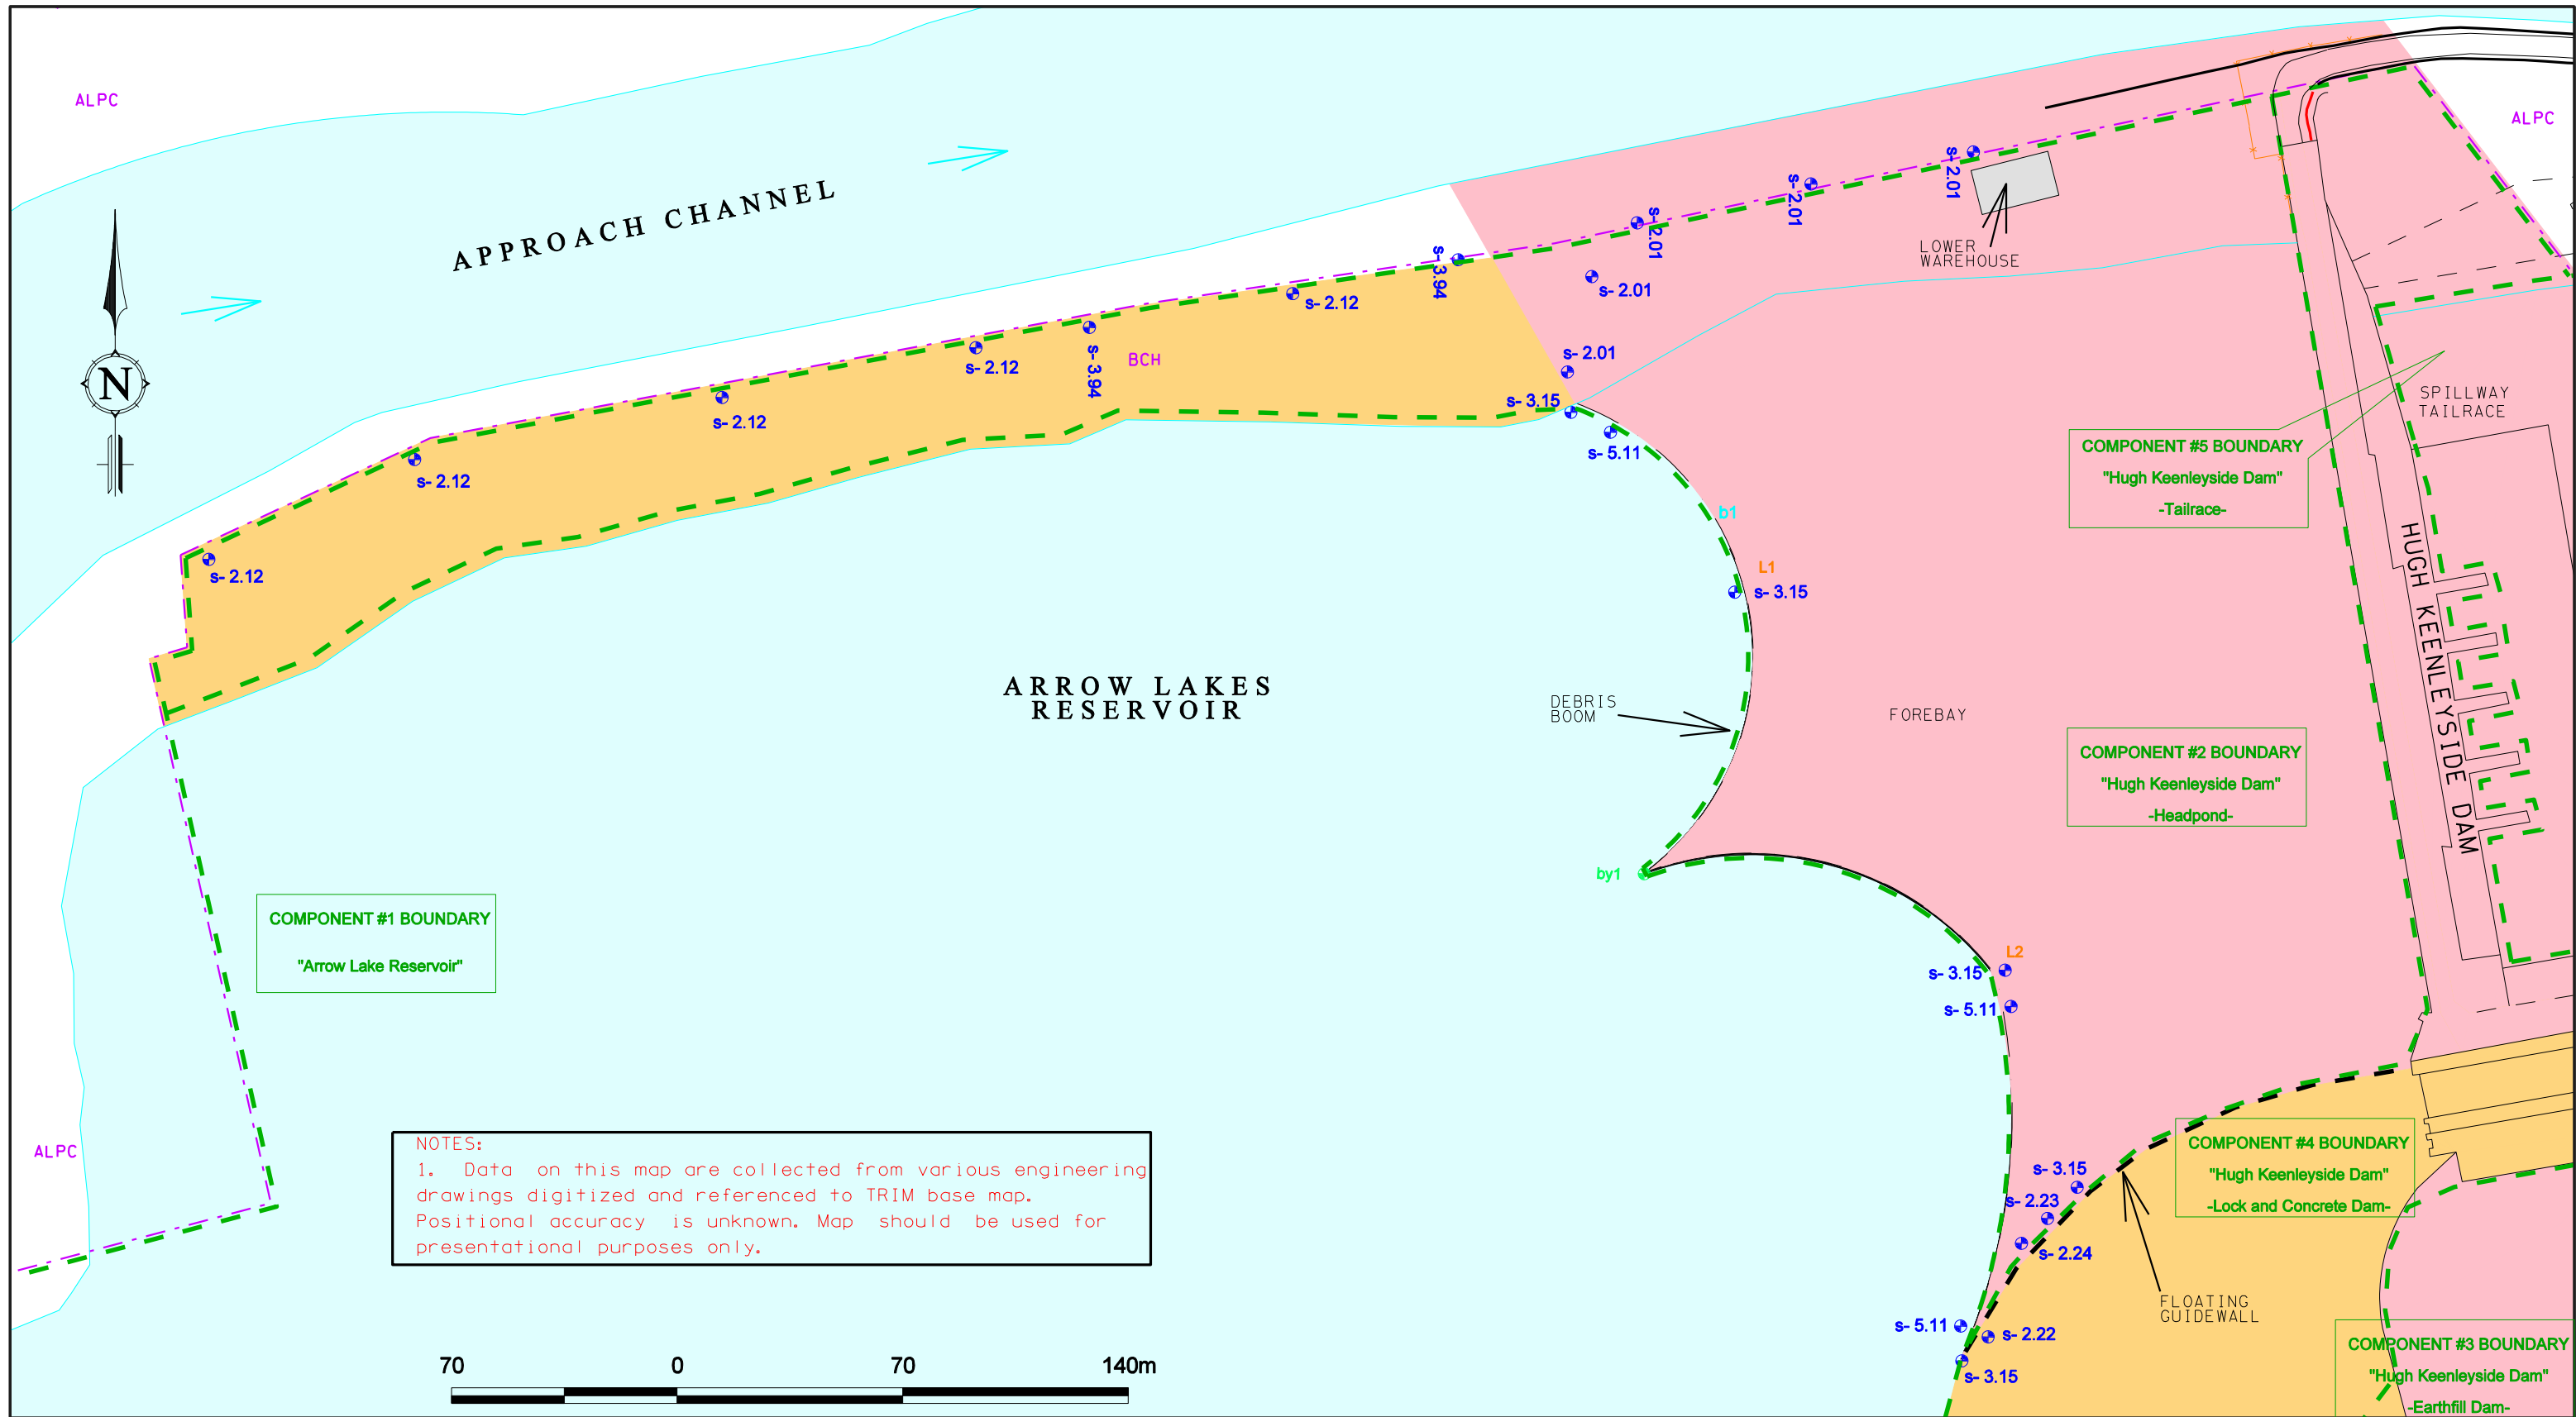 ALPC
ALPC
APPROACH CHANNEL
s- 2.01
s- 2.01
s- 2.01
LOWER
WAREHOUSE
s- 3.94
s- 2.01
s- 2.12
s- 2.12
s- 3.94
BCH
s- 2.01
N
s- 2.12
s- 3.15
s- 5.11
SPILLWAY
TAILRACE
COMPONENT #5 BOUNDARY
"Hugh Keenleyside Dam"
-Tailrace-
s- 2.12
b1
s- 2.12
L1
s- 3.15
HUGH KEENLEYSIDE DAM
ARROW LAKES
RESERVOIR
DEBRIS
BOOM
FOREBAY
COMPONENT #2 BOUNDARY
"Hugh Keenleyside Dam"
-Headpond-
by1
COMPONENT #1 BOUNDARY
"Arrow Lake Reservoir"
L2
s- 3.15
s- 5.11
ALPC
NOTES:
1. Data on this map are collected from various engineering
drawings digitized and referenced to TRIM base map.
Positional accuracy is unknown. Map should be used for
presentational purposes only.
COMPONENT #4 BOUNDARY
"Hugh Keenleyside Dam"
-Lock and Concrete Dam-
s- 3.15
s- 2.23
s- 2.24
FLOATING
GUIDEWALL
s- 5.11
s- 2.22
s- 3.15
COMPONENT #3 BOUNDARY
"Hugh Keenleyside Dam"
-Earthfill Dam-
70 0 70 140m